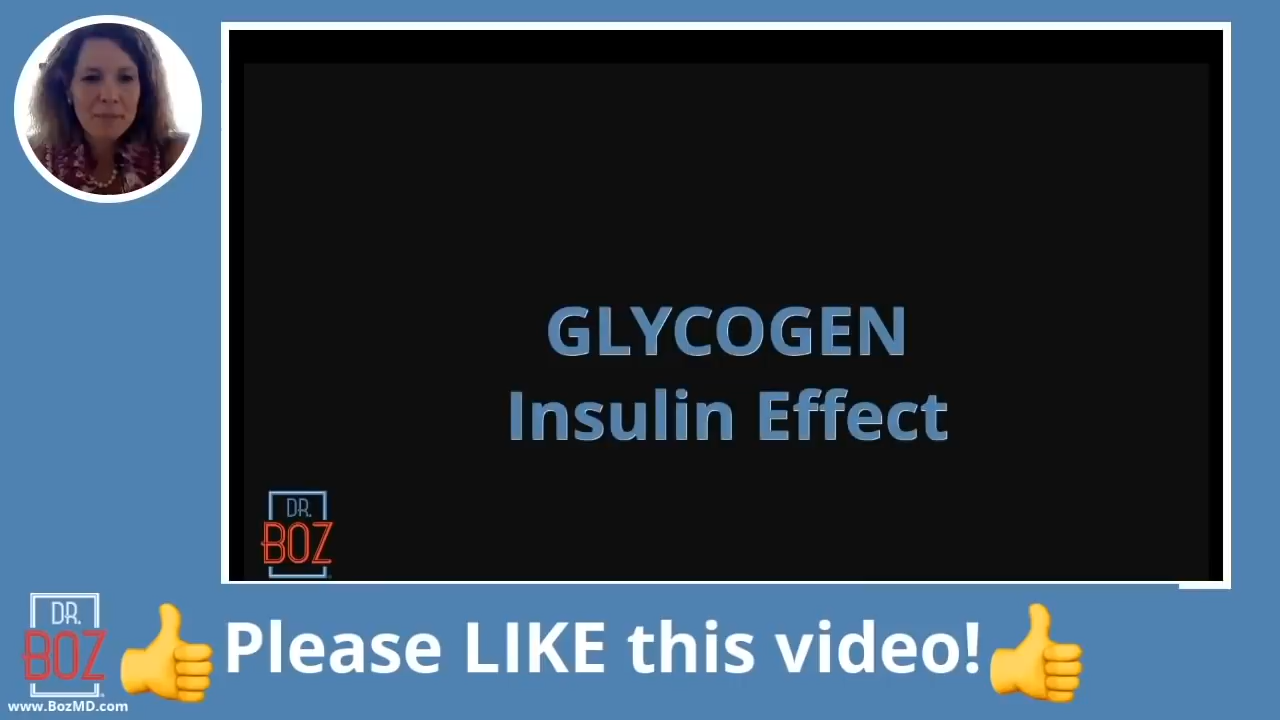 GLYCOGEN
Insulin Effect
DR.
BOZ
DR.
BOZ
Please LIKE this video!
www.BozMD.com